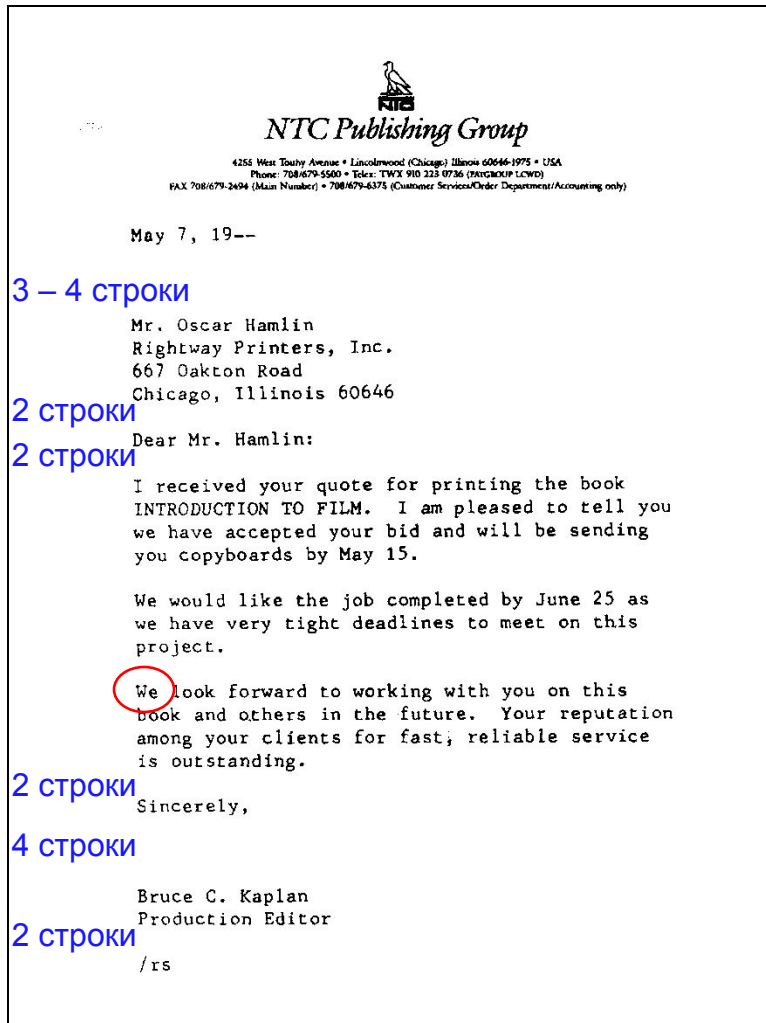 NTC
NTC Publishing Group
4255 West Touhy Avenue • Lincolnwood (Chicago) Illinois 60646-1975 • USA
Phone: 708/679-5500 • Telex: TWX 910 223 0736 (PATGROUP LCWD)
FAX 708/679-2494 (Main Number) • 708/679-6375 (Customer Services/Order Department/Accounting only)
May 7, 19--
3 – 4 строки
Mr. Oscar Hamlin
Rightway Printers, Inc.
667 Oakton Road
Chicago, Illinois 60646
2 строки
Dear Mr. Hamlin:
2 строки
I received your quote for printing the book
INTRODUCTION TO FILM. I am pleased to tell you
we have accepted your bid and will be sending
you copyboards by May 15.
We would like the job completed by June 25 as
we have very tight deadlines to meet on this
project.
We look forward to working with you on this
book and others in the future. Your reputation
among your clients for fast, reliable service
is outstanding.
2 строки
Sincerely,
4 строки
Bruce C. Kaplan
Production Editor
2 строки
/rs